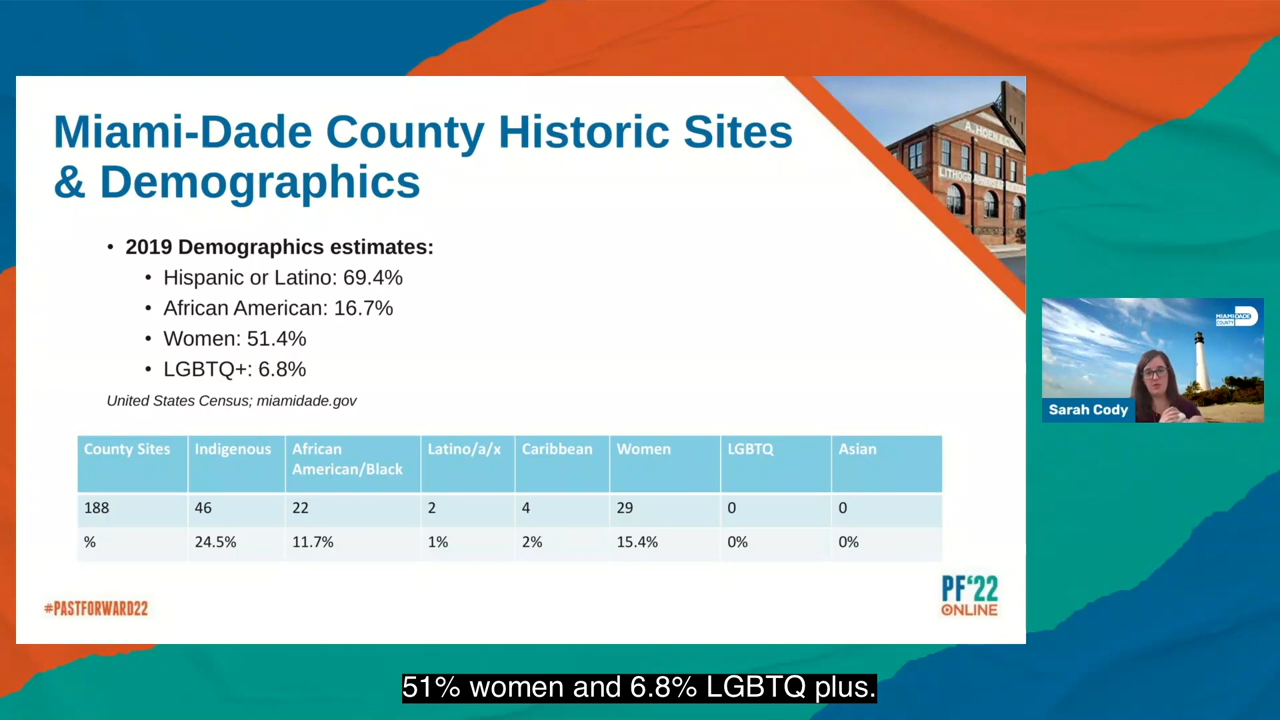 Miami-Dade County Historic Sites
& Demographics
• 2019 Demographics estimates:
• Hispanic or Latino: 69.4%
• African American: 16.7%
• Women: 51.4%
• LGBTQ+: 6.8%
United States Census; miamidade.gov
County Sites Indigenous African American/Black Latino/a/x Caribbean Women LGBTQ Asian
188 46 22 2 4 29 0 0
% 24.5% 11.7% 1% 2% 15.4% 0% 0%
#PASTFORWARD22
PF'22
ONLINE
A. HOEN & CO
MIAMI-DADE
COUNTY
Sarah Cody
51% women and 6.8% LGBTQ plus.